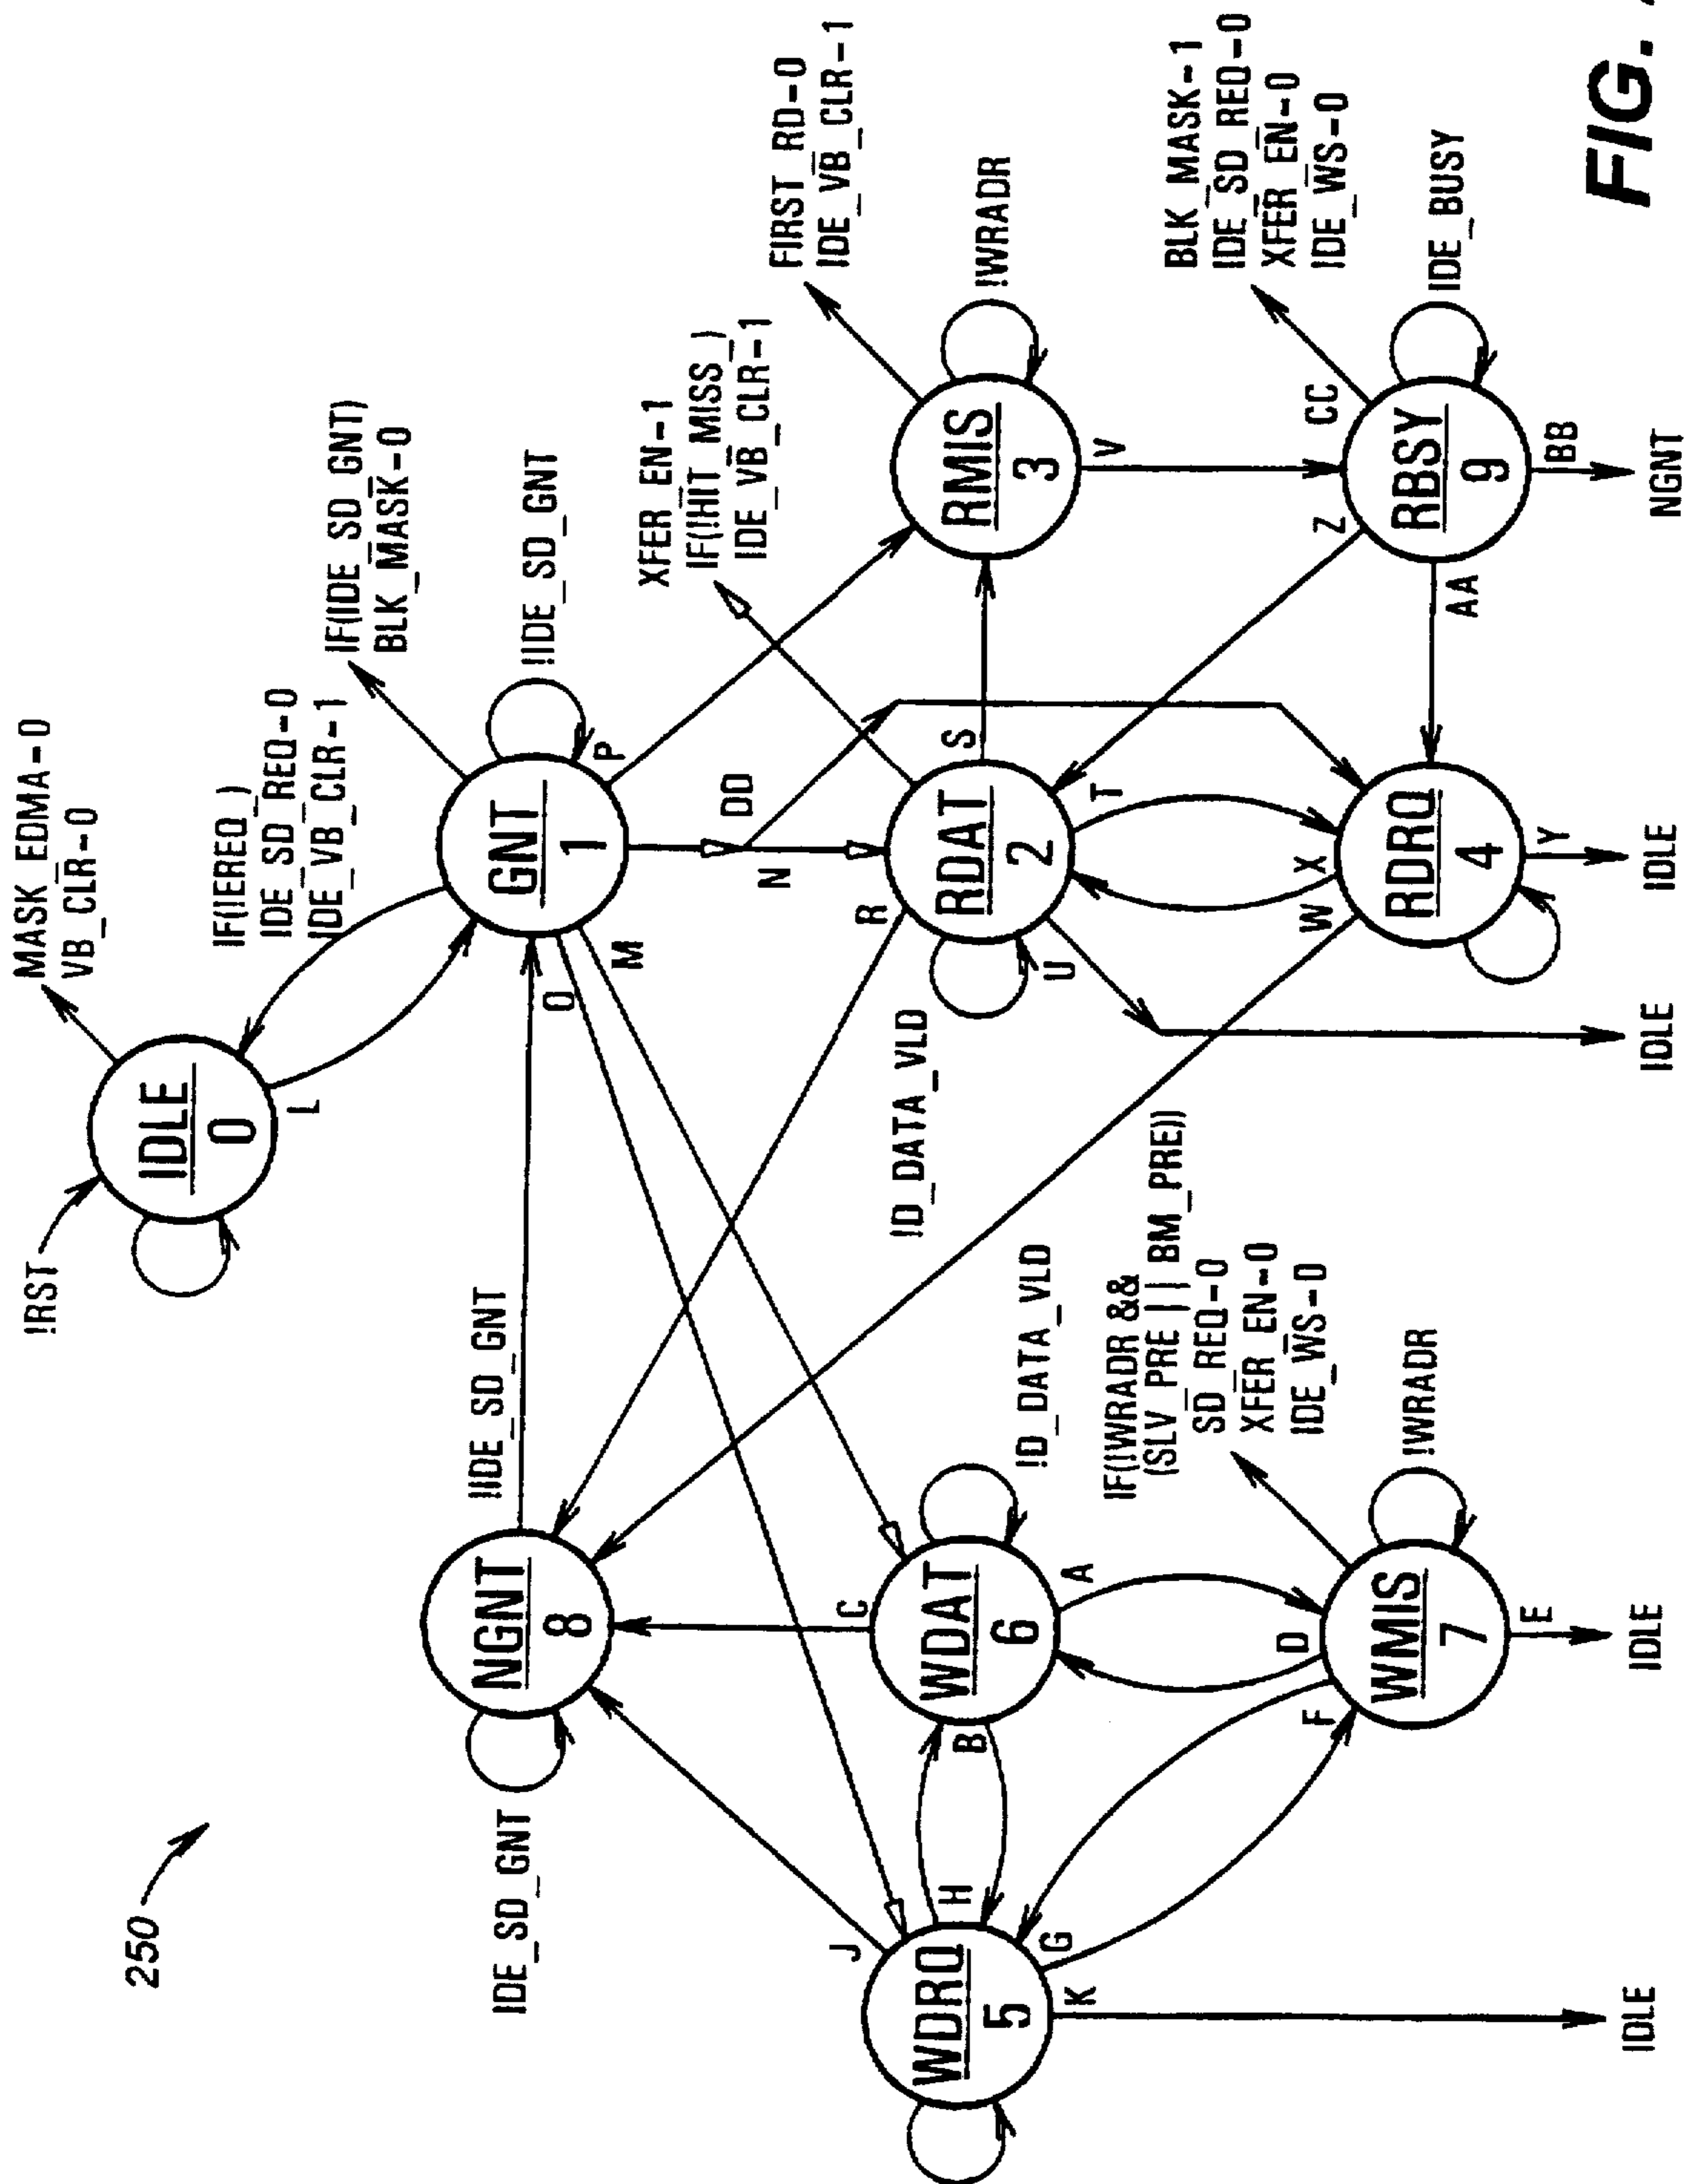 250
!RST
MASK_EDMA=0
VB_CLR=0
IDLE
0
L
IF(!EREQ_)
IDE_SD_REQ=0
IDE_VB_CLR=1
IF(IDE_SD_GNT)
BLK_MASK=0
GNT
1
!IDE_SD_GNT
O
M
P
N
DD
!IDE_SD_GNT
NGNT
8
IDE_SD_GNT
XFER_EN=1
IF(!HIT_MISS_)
IDE_VB_CLR=1
FIRST_RD=0
IDE_VB_CLR=1
RDAT
2
R
S
T
U
!D_DATA_VLD
RMIS
3
!WRADR
V
WDRQ
5
J
H
G
K
IDLE
WDAT
6
C
B
A
!D_DATA_VLD
IF(!WRADR &&
(SLV_PRE || BM_PRE))
SD_REQ=0
XFER_EN=0
IDE_WS=0
WMIS
7
D
F
E
!WRADR
IDLE
RDRQ
4
W
X
Y
IDLE
IDLE
BLK_MASK=1
IDE_SD_REQ=0
XFER_EN=0
IDE_WS=0
RBSY
9
Z
CC
AA
BB
IDE_BUSY
NGNT
FIG.